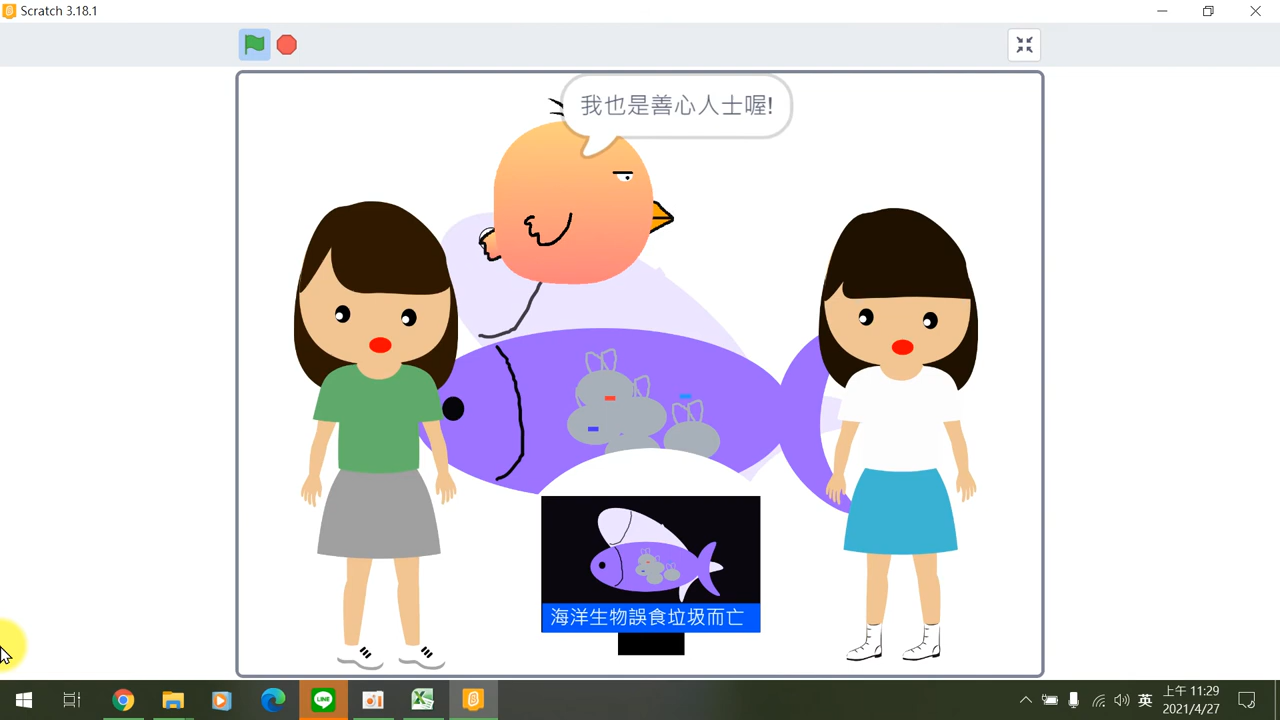 Scratch 3.18.1
我也是善心人士喔!
海洋生物誤食垃圾而亡
LINE
英
上午 11:29
2021/4/27